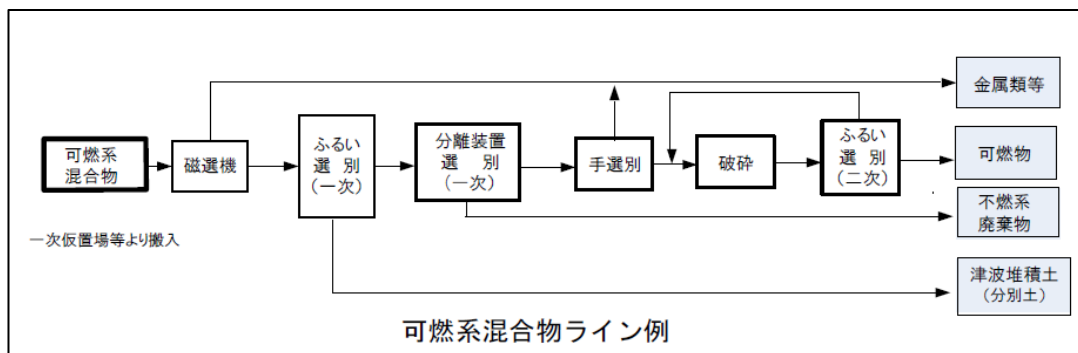 可燃系
混合物
一次仮置場等より搬入
磁選機
ふるい
選 別
(一次)
分離装置
選 別
(一次)
手選別
破砕
ふるい
選 別
(二次)
金属類等
可燃物
不燃系
廃棄物
津波堆積土
(分別土)
可燃系混合物ライン例